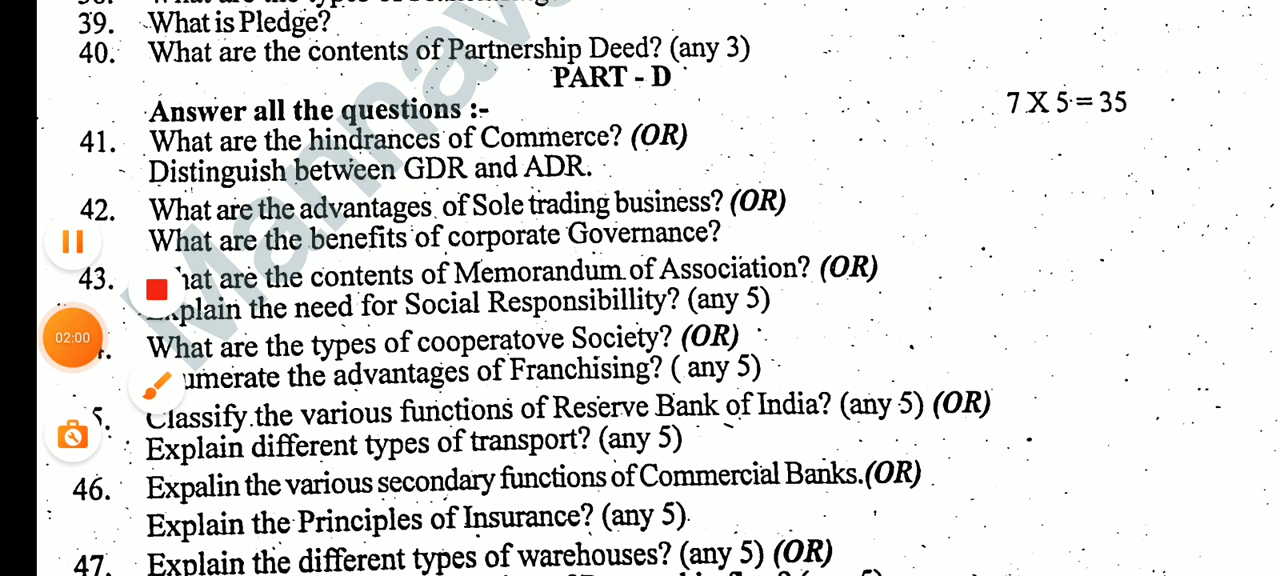 39. What is Pledge?
40. What are the contents of Partnership Deed? (any 3)
PART - D
Answer all the questions :- 7 X 5 = 35
41. What are the hindrances of Commerce? (OR)
Distinguish between GDR and ADR.
42. What are the advantages of Sole trading business? (OR)
What are the benefits of corporate Governance?
43. hat are the contents of Memorandum of Association? (OR)
plain the need for Social Responsibillity? (any 5)
02:00
What are the types of cooperatove Society? (OR)
umerate the advantages of Franchising? ( any 5)
5. Classify the various functions of Reserve Bank of India? (any 5) (OR)
Explain different types of transport? (any 5)
46. Expalin the various secondary functions of Commercial Banks.(OR)
Explain the Principles of Insurance? (any 5)
47. Explain the different types of warehouses? (any 5) (OR)